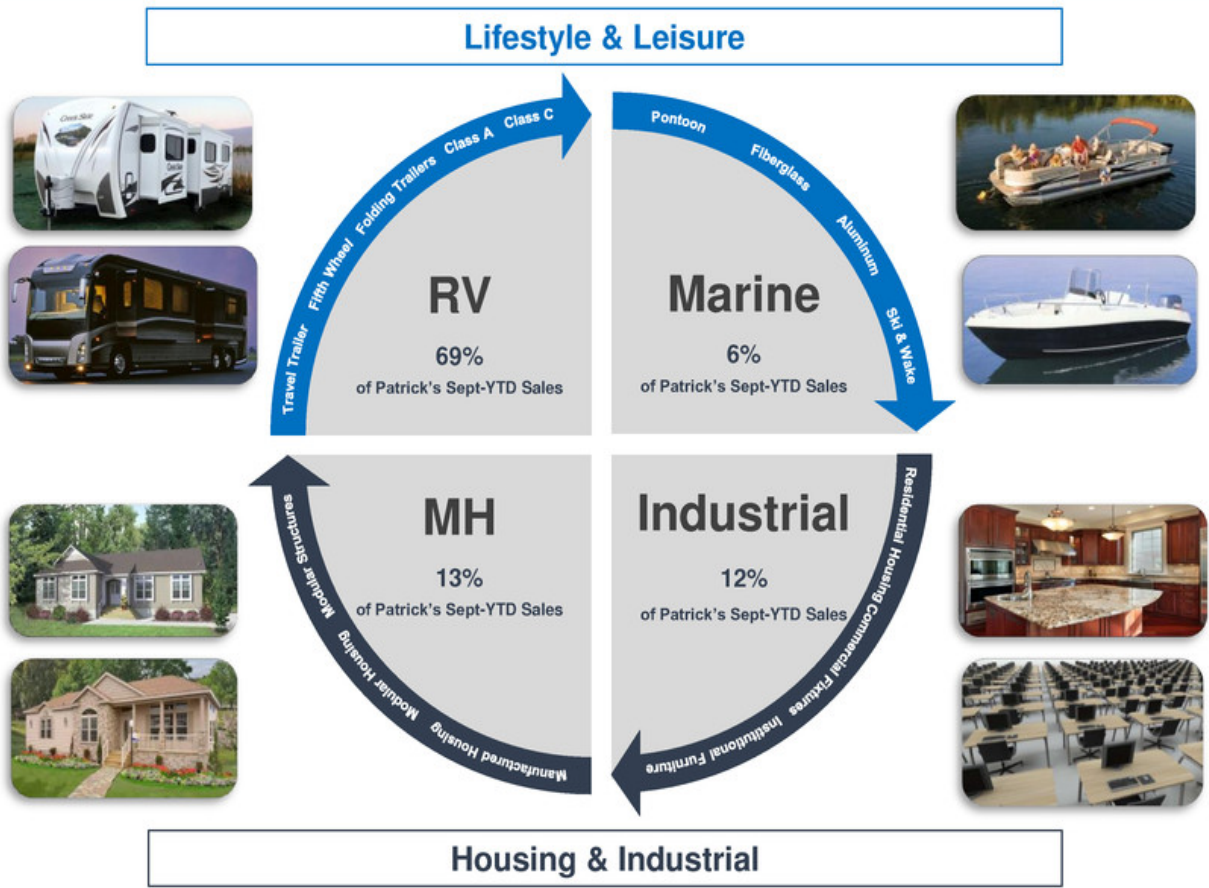 Lifestyle & Leisure
Travel Trailer Fifth Wheel Folding Trailers Class A Class C
Pontoon Fiberglass Aluminum Ski & Wake
RV
69%
of Patrick's Sept-YTD Sales
Marine
6%
of Patrick's Sept-YTD Sales
MH
13%
of Patrick's Sept-YTD Sales
Industrial
12%
of Patrick's Sept-YTD Sales
Manufactured Housing Modular Housing Modular Structures
Residential Housing Commercial Fixtures Institutional Furniture
Housing & Industrial